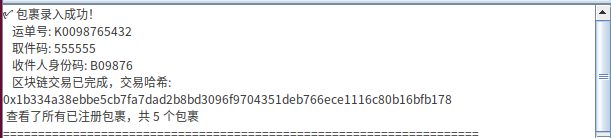 ✅ 包裹录入成功！
运单号: K0098765432
取件码: 555555
收件人身份码: B09876
区块链交易已完成，交易哈希:
0x1b334a38ebbe5cb7fa7dad2b8bd3096f9704351deb766ece1116c80b16bfb178
查看了所有已注册包裹，共 5 个包裹
============================================================